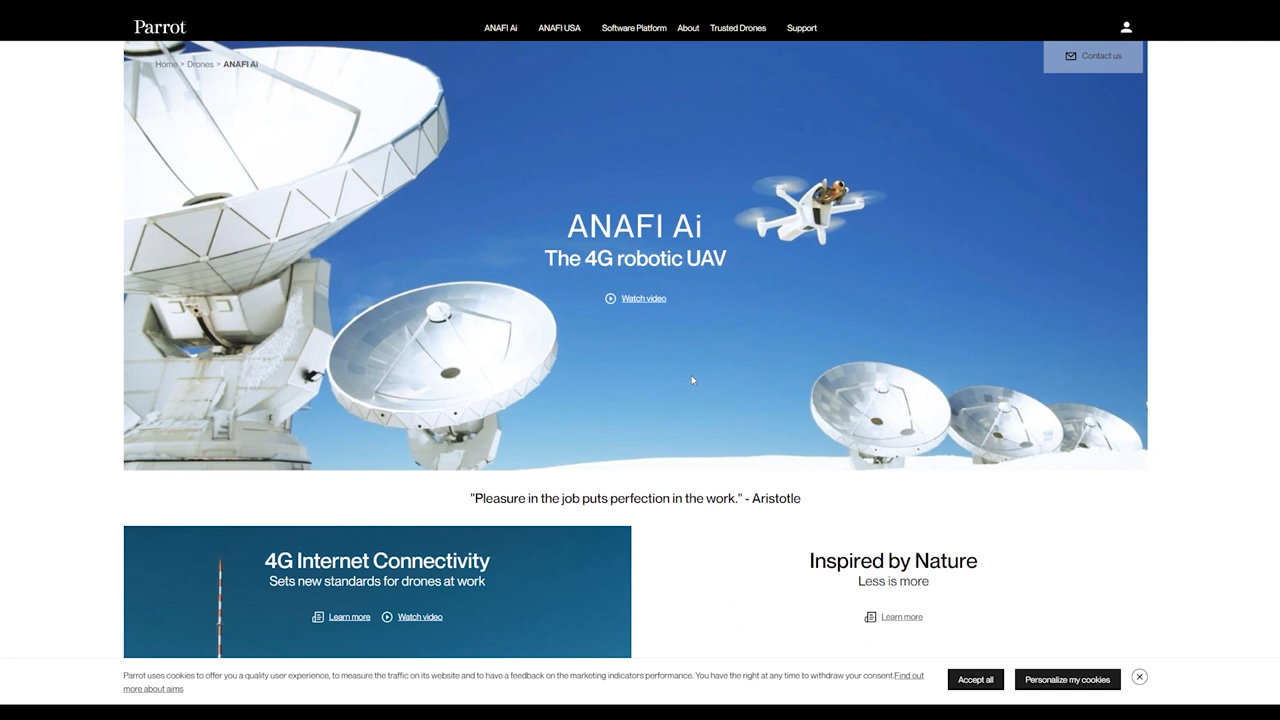 Parrot
ANAFI Ai
ANAFI USA
Software Platform
About
Trusted Drones
Support
Home > Drones > ANAFI Ai
Contact us
ANAFI Ai
The 4G robotic UAV
Watch video
"Pleasure in the job puts perfection in the work." - Aristotle
4G Internet Connectivity
Sets new standards for drones at work
Learn more
Watch video
Inspired by Nature
Less is more
Learn more
Parrot uses cookies to offer you a quality user experience, to measure the traffic on its website and to have a feedback on the marketing indicators performance. You have the right at any time to withdraw your consent.Find out
more about aims
Accept all
Personalize my cookies